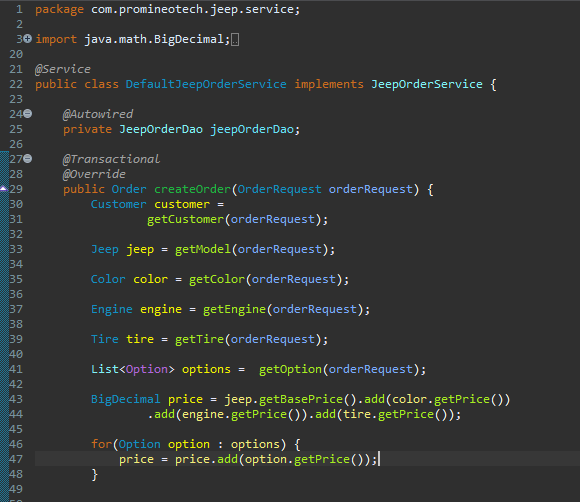 1 package com.promineotech.jeep.service;
2
3 import java.math.BigDecimal;
20
21 @Service
22 public class DefaultJeepOrderService implements JeepOrderService {
23
24     @Autowired
25     private JeepOrderDao jeepOrderDao;
26
27     @Transactional
28     @Override
29     public Order createOrder(OrderRequest orderRequest) {
30         Customer customer =
31                 getCustomer(orderRequest);
32
33         Jeep jeep = getModel(orderRequest);
34
35         Color color = getColor(orderRequest);
36
37         Engine engine = getEngine(orderRequest);
38
39         Tire tire = getTire(orderRequest);
40
41         List<Option> options =  getOption(orderRequest);
42
43         BigDecimal price = jeep.getBasePrice().add(color.getPrice())
44                 .add(engine.getPrice()).add(tire.getPrice());
45
46         for(Option option : options) {
47             price = price.add(option.getPrice());
48         }